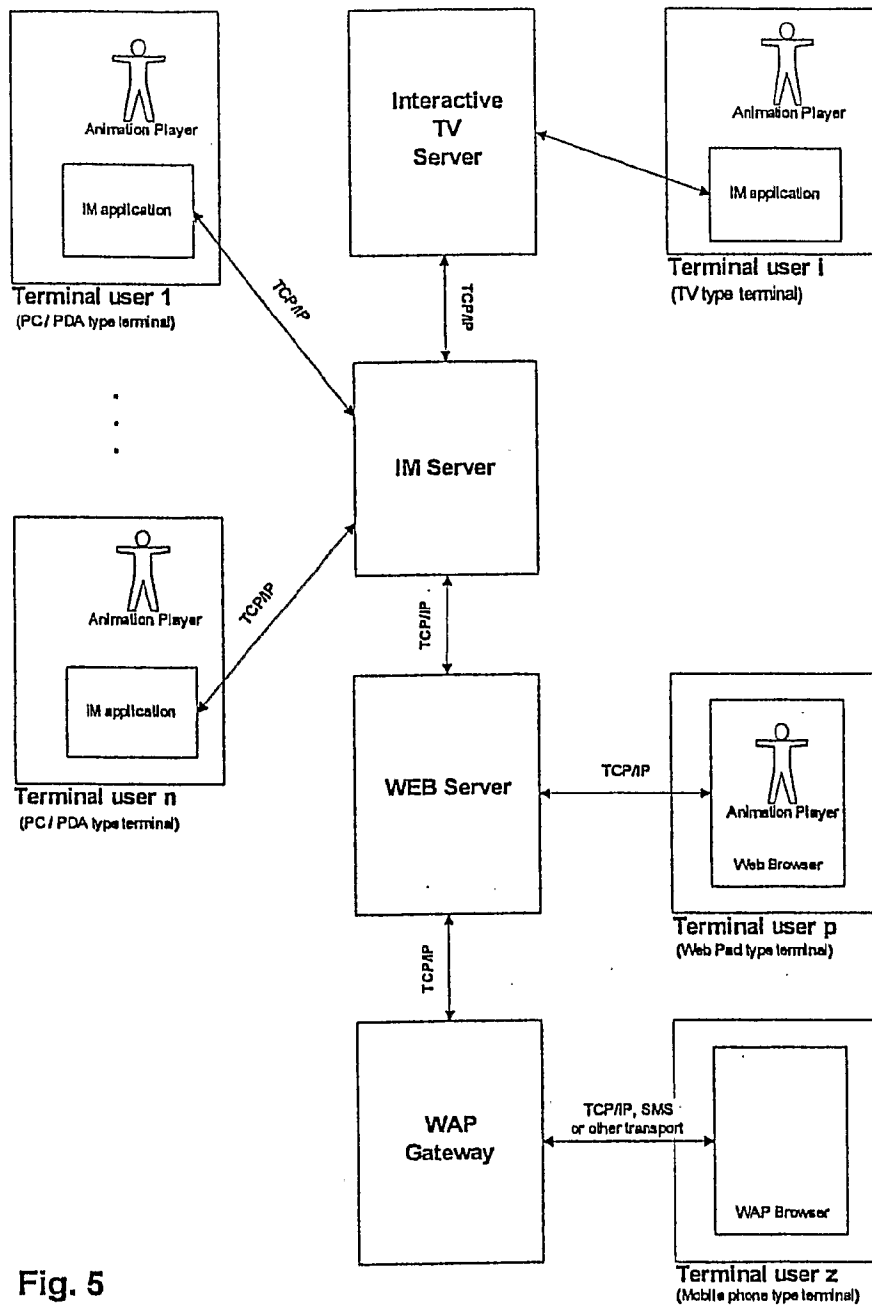 Animation Player
IM application
Terminal user 1
(PC / PDA type terminal)
Interactive
TV
Server
Animation Player
IM application
Terminal user i
(TV type terminal)
TCP/IP
TCP/IP
IM Server
Animation Player
IM application
Terminal user n
(PC / PDA type terminal)
TCP/IP
TCP/IP
WEB Server
TCP/IP
Animation Player
Web Browser
Terminal user p
(Web Pad type terminal)
TCP/IP
WAP
Gateway
TCP/IP, SMS
or other transport
WAP Browser
Terminal user z
(Mobile phone type terminal)
Fig. 5